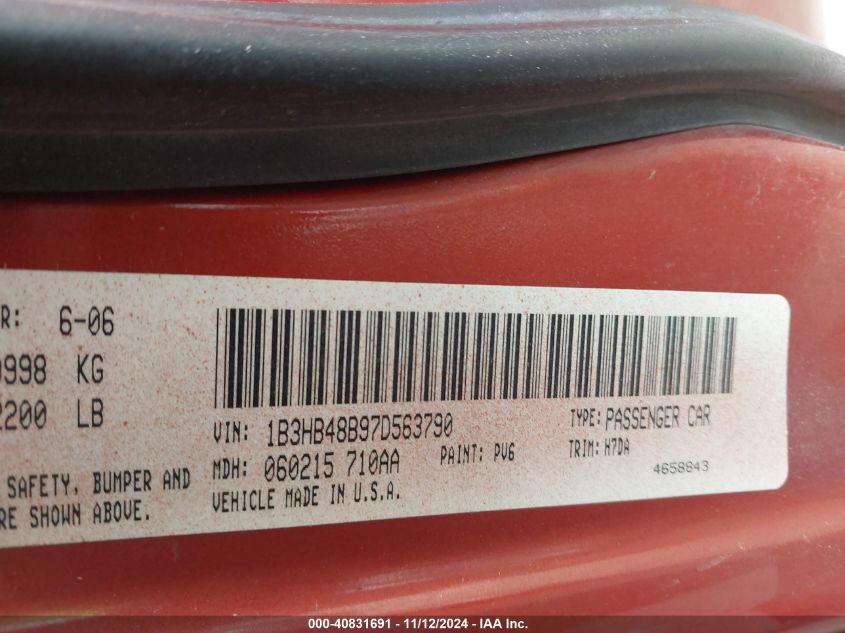 R: 6-06
998 KG
2200 LB
SAFETY, BUMPER AND
RE SHOWN ABOVE.
VIN: 1B3HB48B97D563790
TYPE: PASSENGER CAR
MDH: 060215 710AA
PAINT: PV6
TRIM: H7DA
VEHICLE MADE IN U.S.A.
4658843
000-40831691 - 11/12/2024 - IAA Inc.